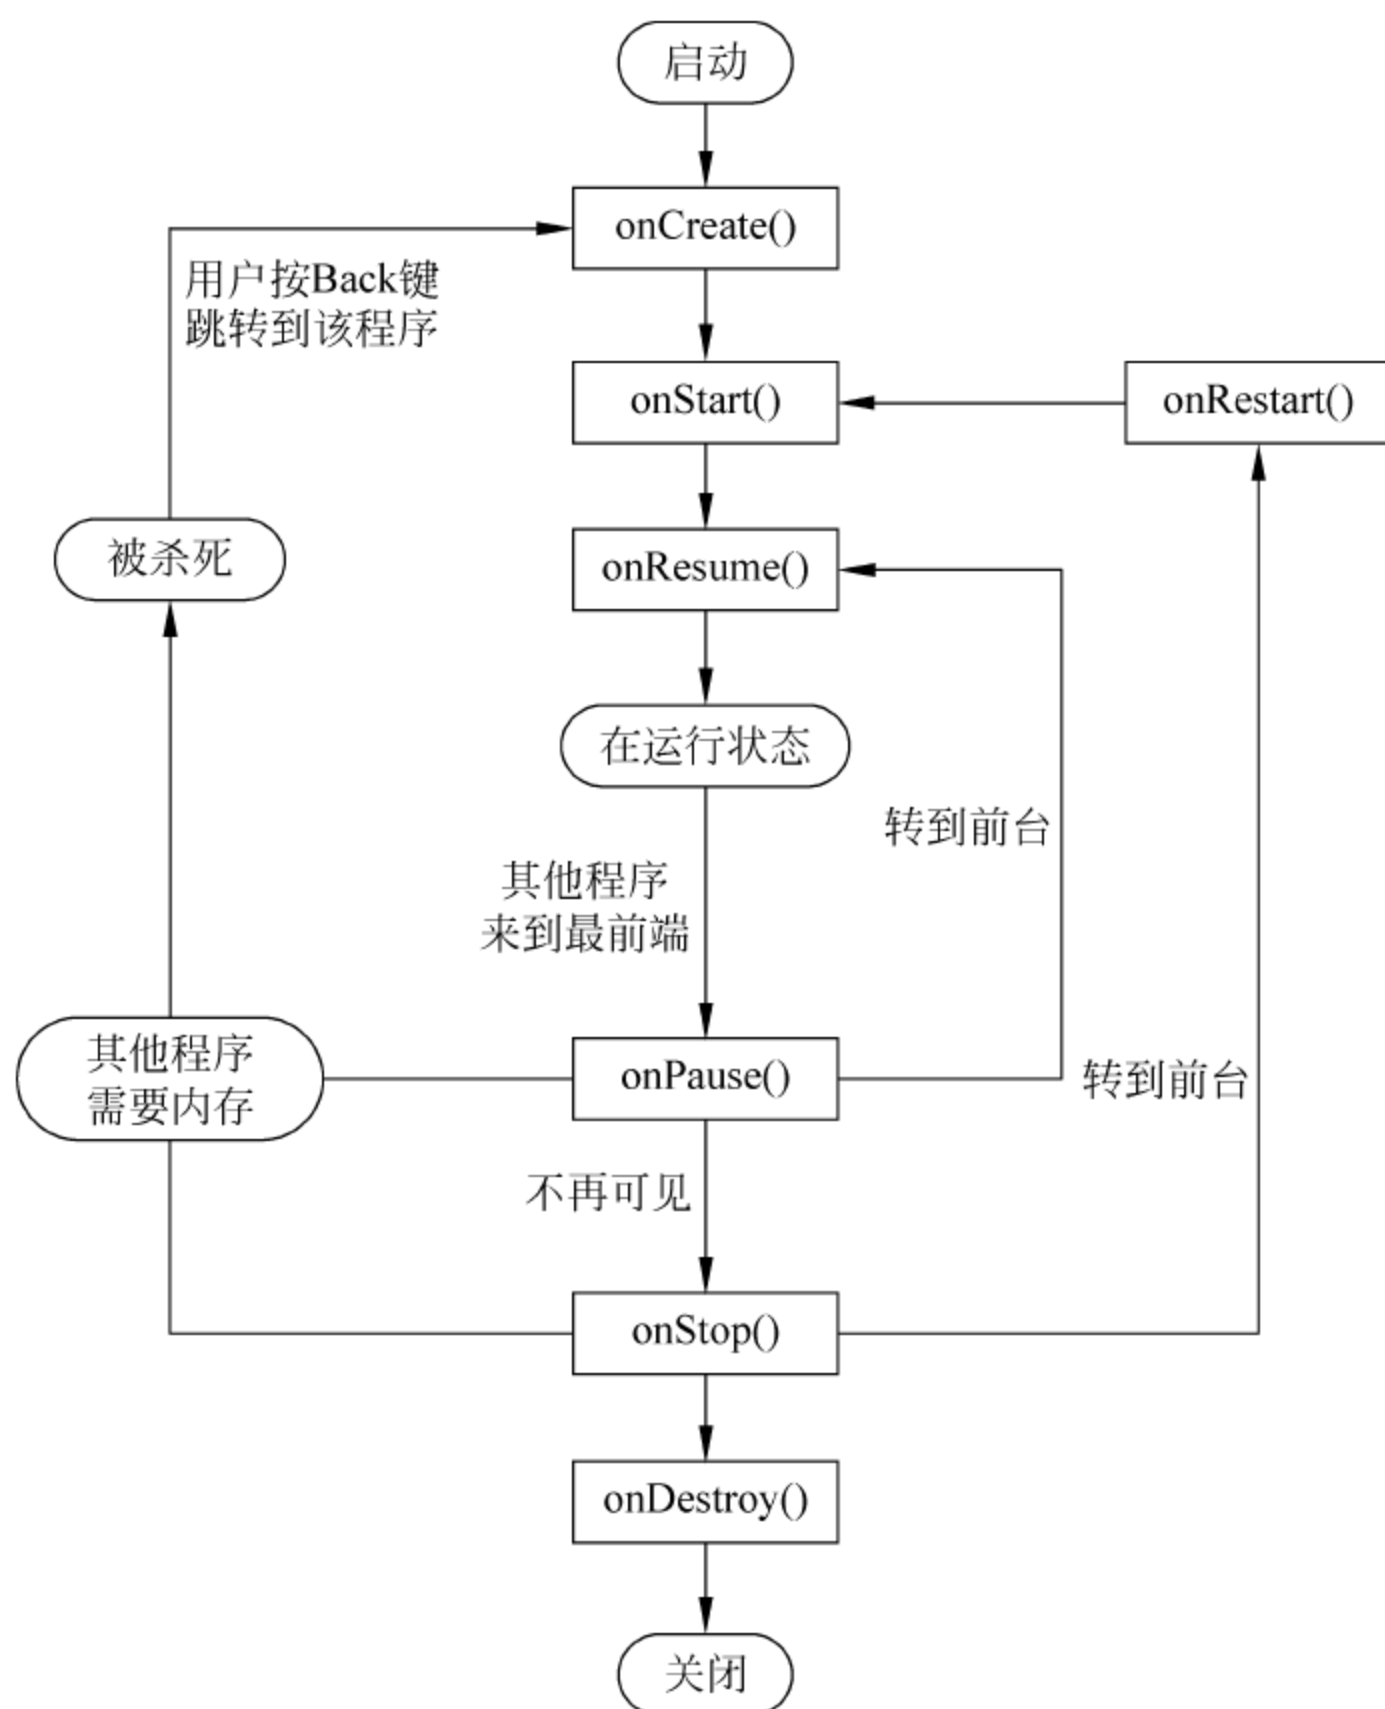 启动
onCreate()
用户按Back键
跳转到该程序
onStart()
onRestart()
被杀死
onResume()
在运行状态
转到前台
其他程序
来到最前端
其他程序
需要内存
onPause()
转到前台
不再可见
onStop()
onDestroy()
关闭